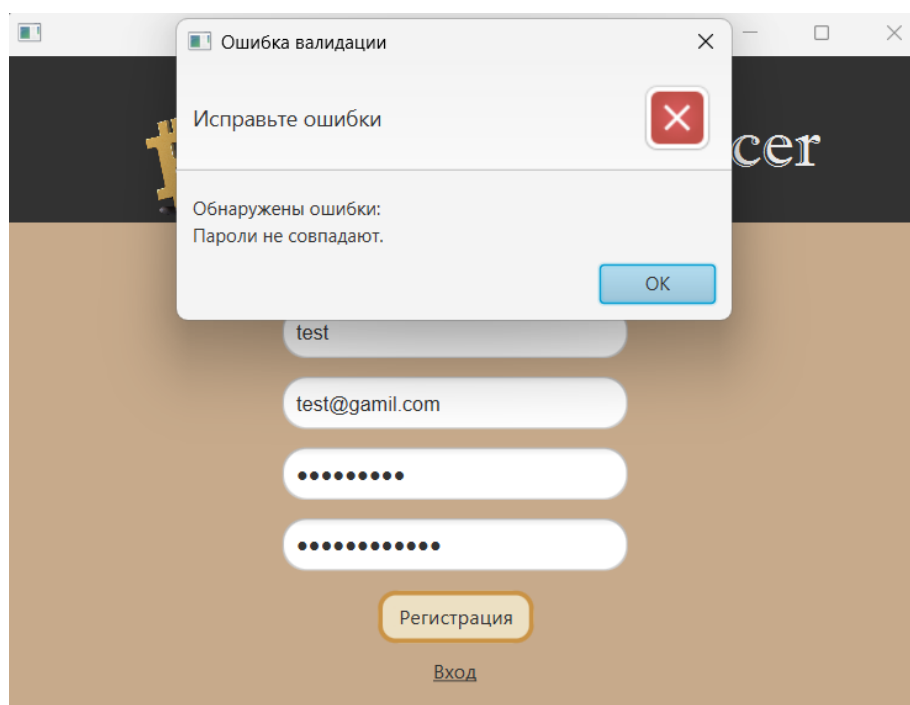 Ошибка валидации
Исправьте ошибки
cer
Обнаружены ошибки:
Пароли не совпадают.
OK
test
test@gamil.com
•••••••••
••••••••••••
Регистрация
Вход